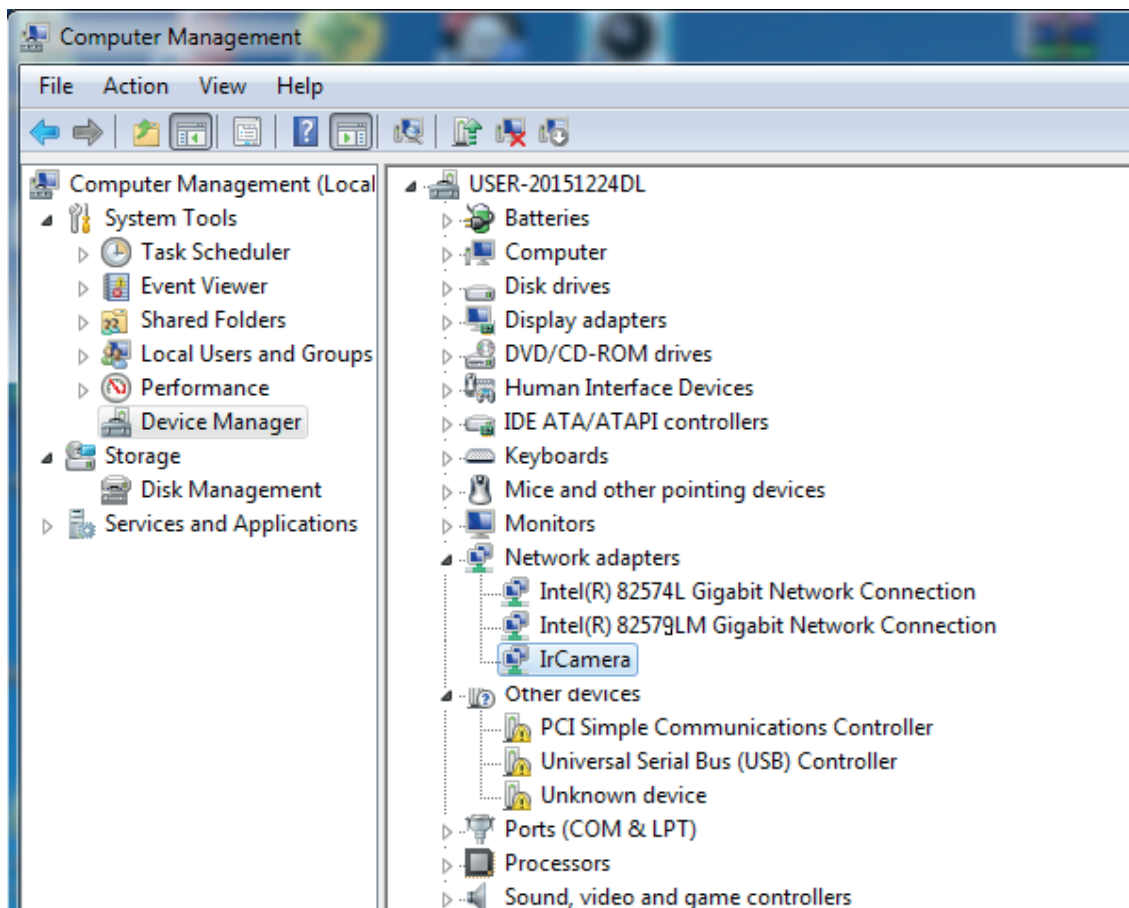 Computer Management
File Action View Help
Computer Management (Local
System Tools
Task Scheduler
Event Viewer
Shared Folders
Local Users and Groups
Performance
Device Manager
Storage
Disk Management
Services and Applications
USER-20151224DL
Batteries
Computer
Disk drives
Display adapters
DVD/CD-ROM drives
Human Interface Devices
IDE ATA/ATAPI controllers
Keyboards
Mice and other pointing devices
Monitors
Network adapters
Intel(R) 82574L Gigabit Network Connection
Intel(R) 82579LM Gigabit Network Connection
IrCamera
Other devices
PCI Simple Communications Controller
Universal Serial Bus (USB) Controller
Unknown device
Ports (COM & LPT)
Processors
Sound, video and game controllers